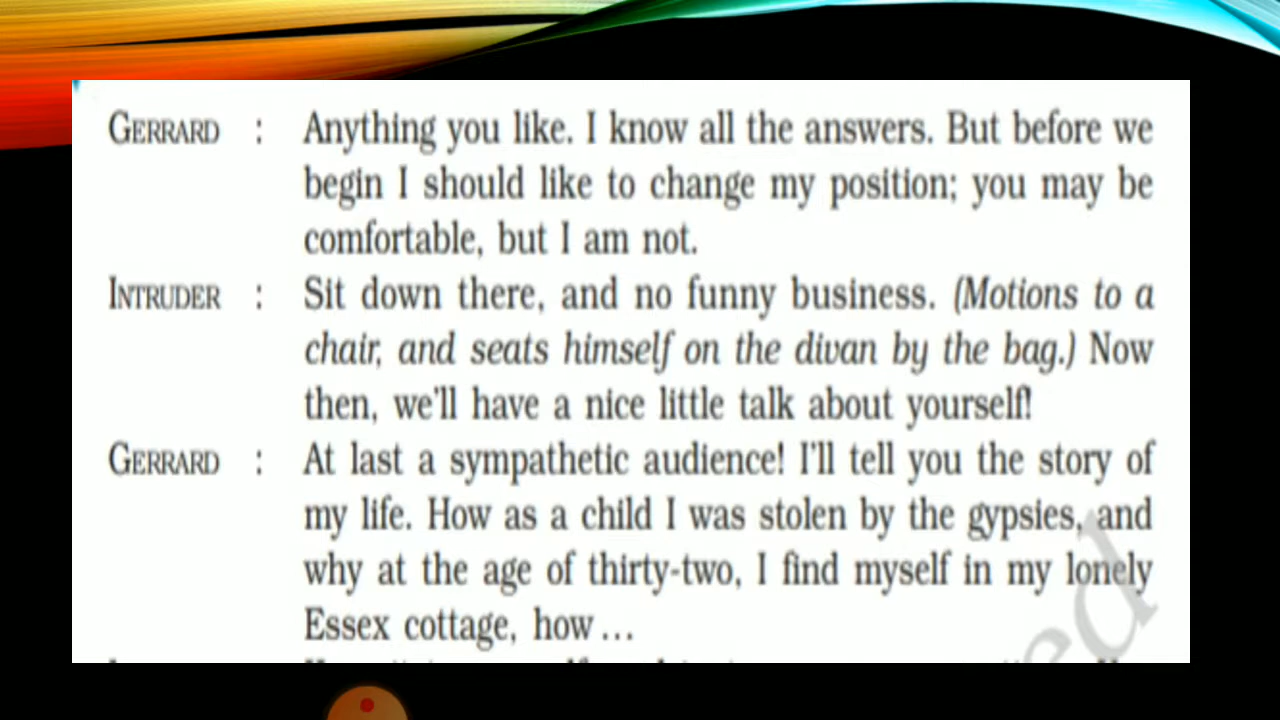 GERRARD : Anything you like. I know all the answers. But before we
begin I should like to change my position; you may be
comfortable, but I am not.
INTRUDER : Sit down there, and no funny business. (Motions to a
chair, and seats himself on the divan by the bag.) Now
then, we'll have a nice little talk about yourself!
GERRARD : At last a sympathetic audience! I'll tell you the story of
my life. How as a child I was stolen by the gypsies, and
why at the age of thirty-two, I find myself in my lonely
Essex cottage, how ...